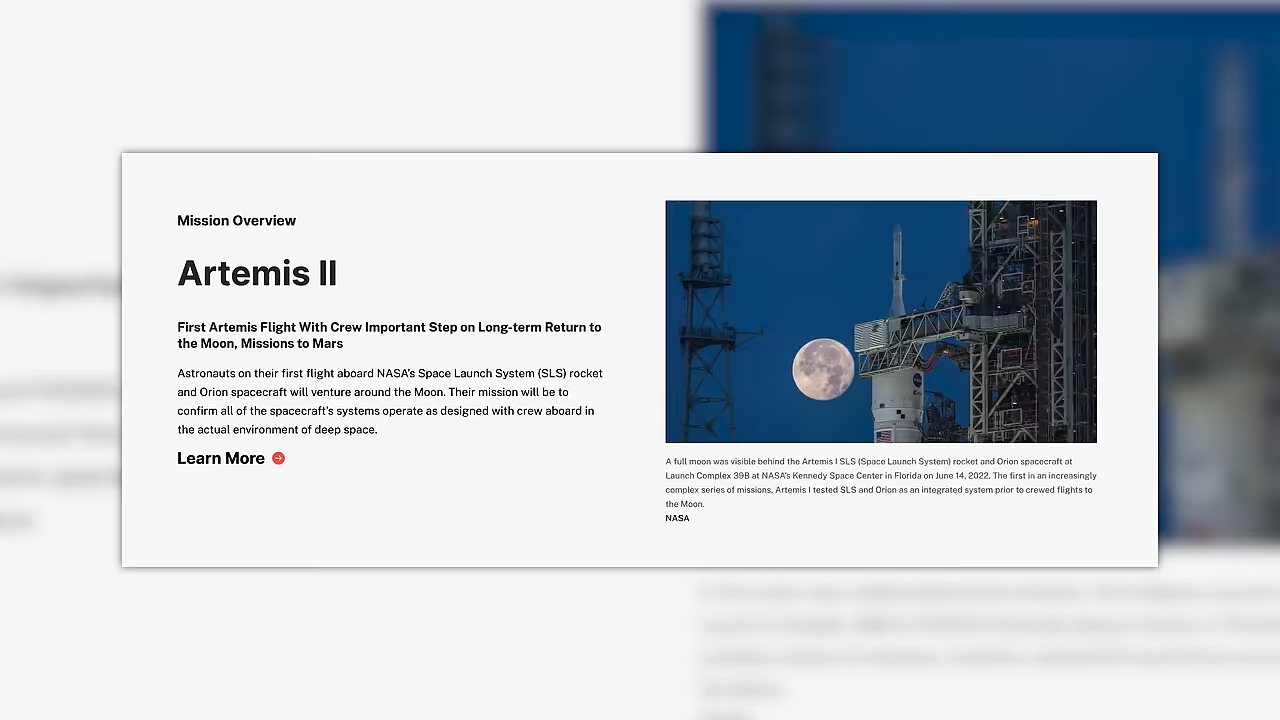 Mission Overview
Artemis II
First Artemis Flight With Crew Important Step on Long-term Return to
the Moon, Missions to Mars
Astronauts on their first flight aboard NASA's Space Launch System (SLS) rocket
and Orion spacecraft will venture around the Moon. Their mission will be to
confirm all of the spacecraft's systems operate as designed with crew aboard in
the actual environment of deep space.
Learn More
A full moon was visible behind the Artemis I SLS (Space Launch System) rocket and Orion spacecraft at
Launch Complex 39B at NASA's Kennedy Space Center in Florida on June 14, 2022. The first in an increasingly
complex series of missions, Artemis I tested SLS and Orion as an integrated system prior to crewed flights to
the Moon.
NASA